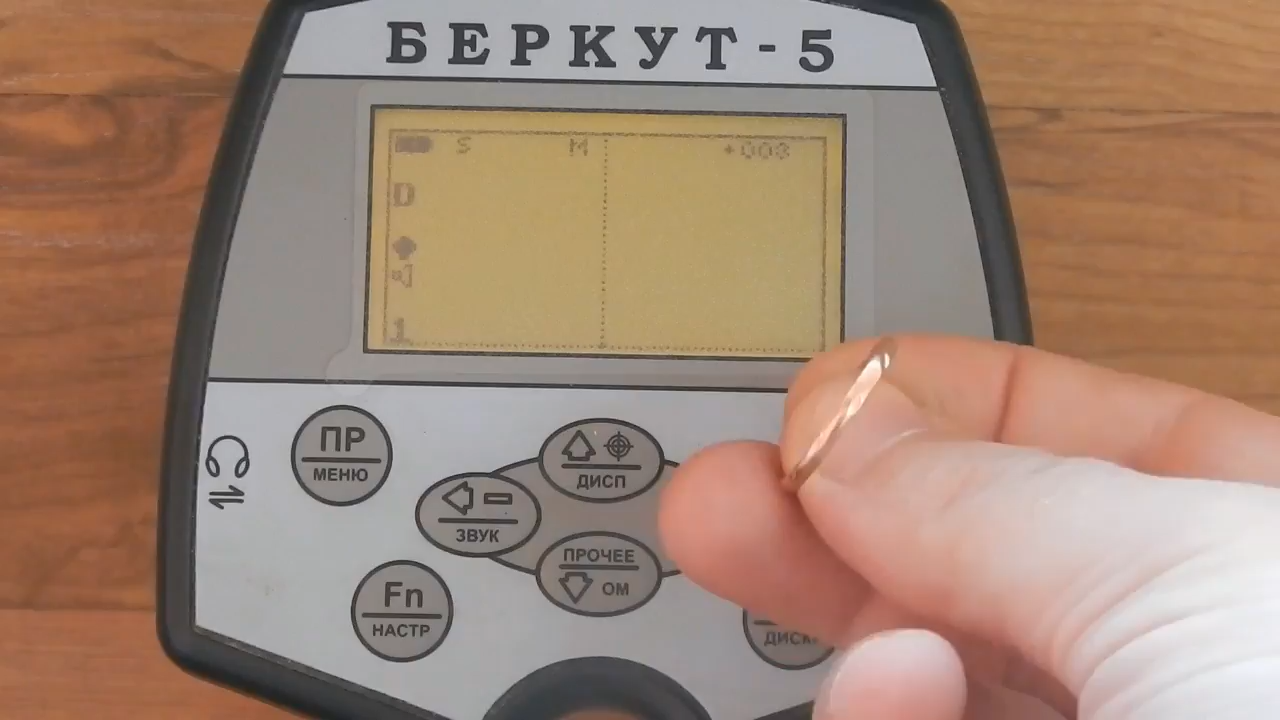 БЕРКУТ-5
S M +003
D
1
ПР
МЕНЮ
ДИСП
ЗВУК
ПРОЧЕЕ
ОМ
Fn
НАСТР